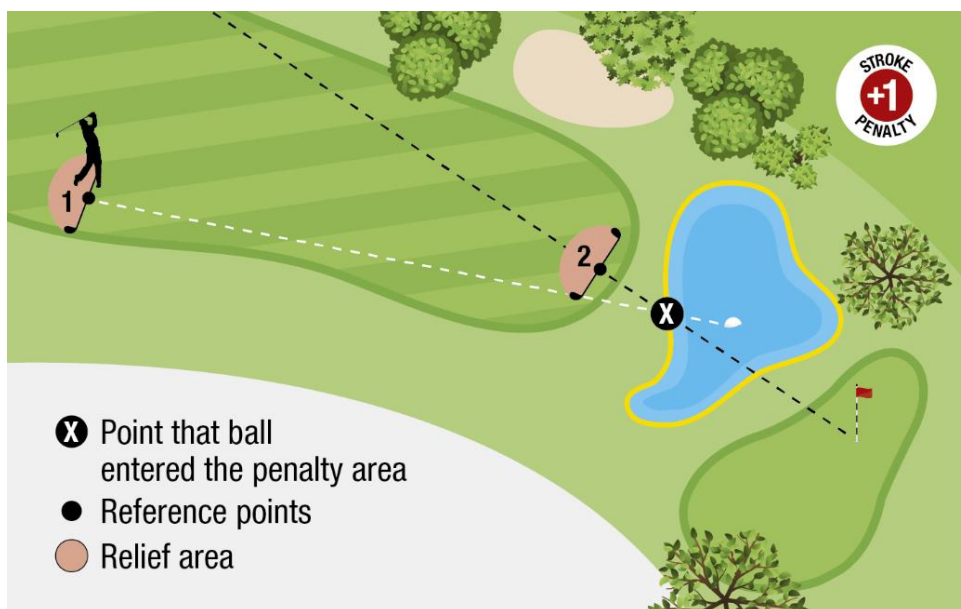 STROKE
+1
PENALTY
1
2
X
X Point that ball
entered the penalty area
Reference points
Relief area